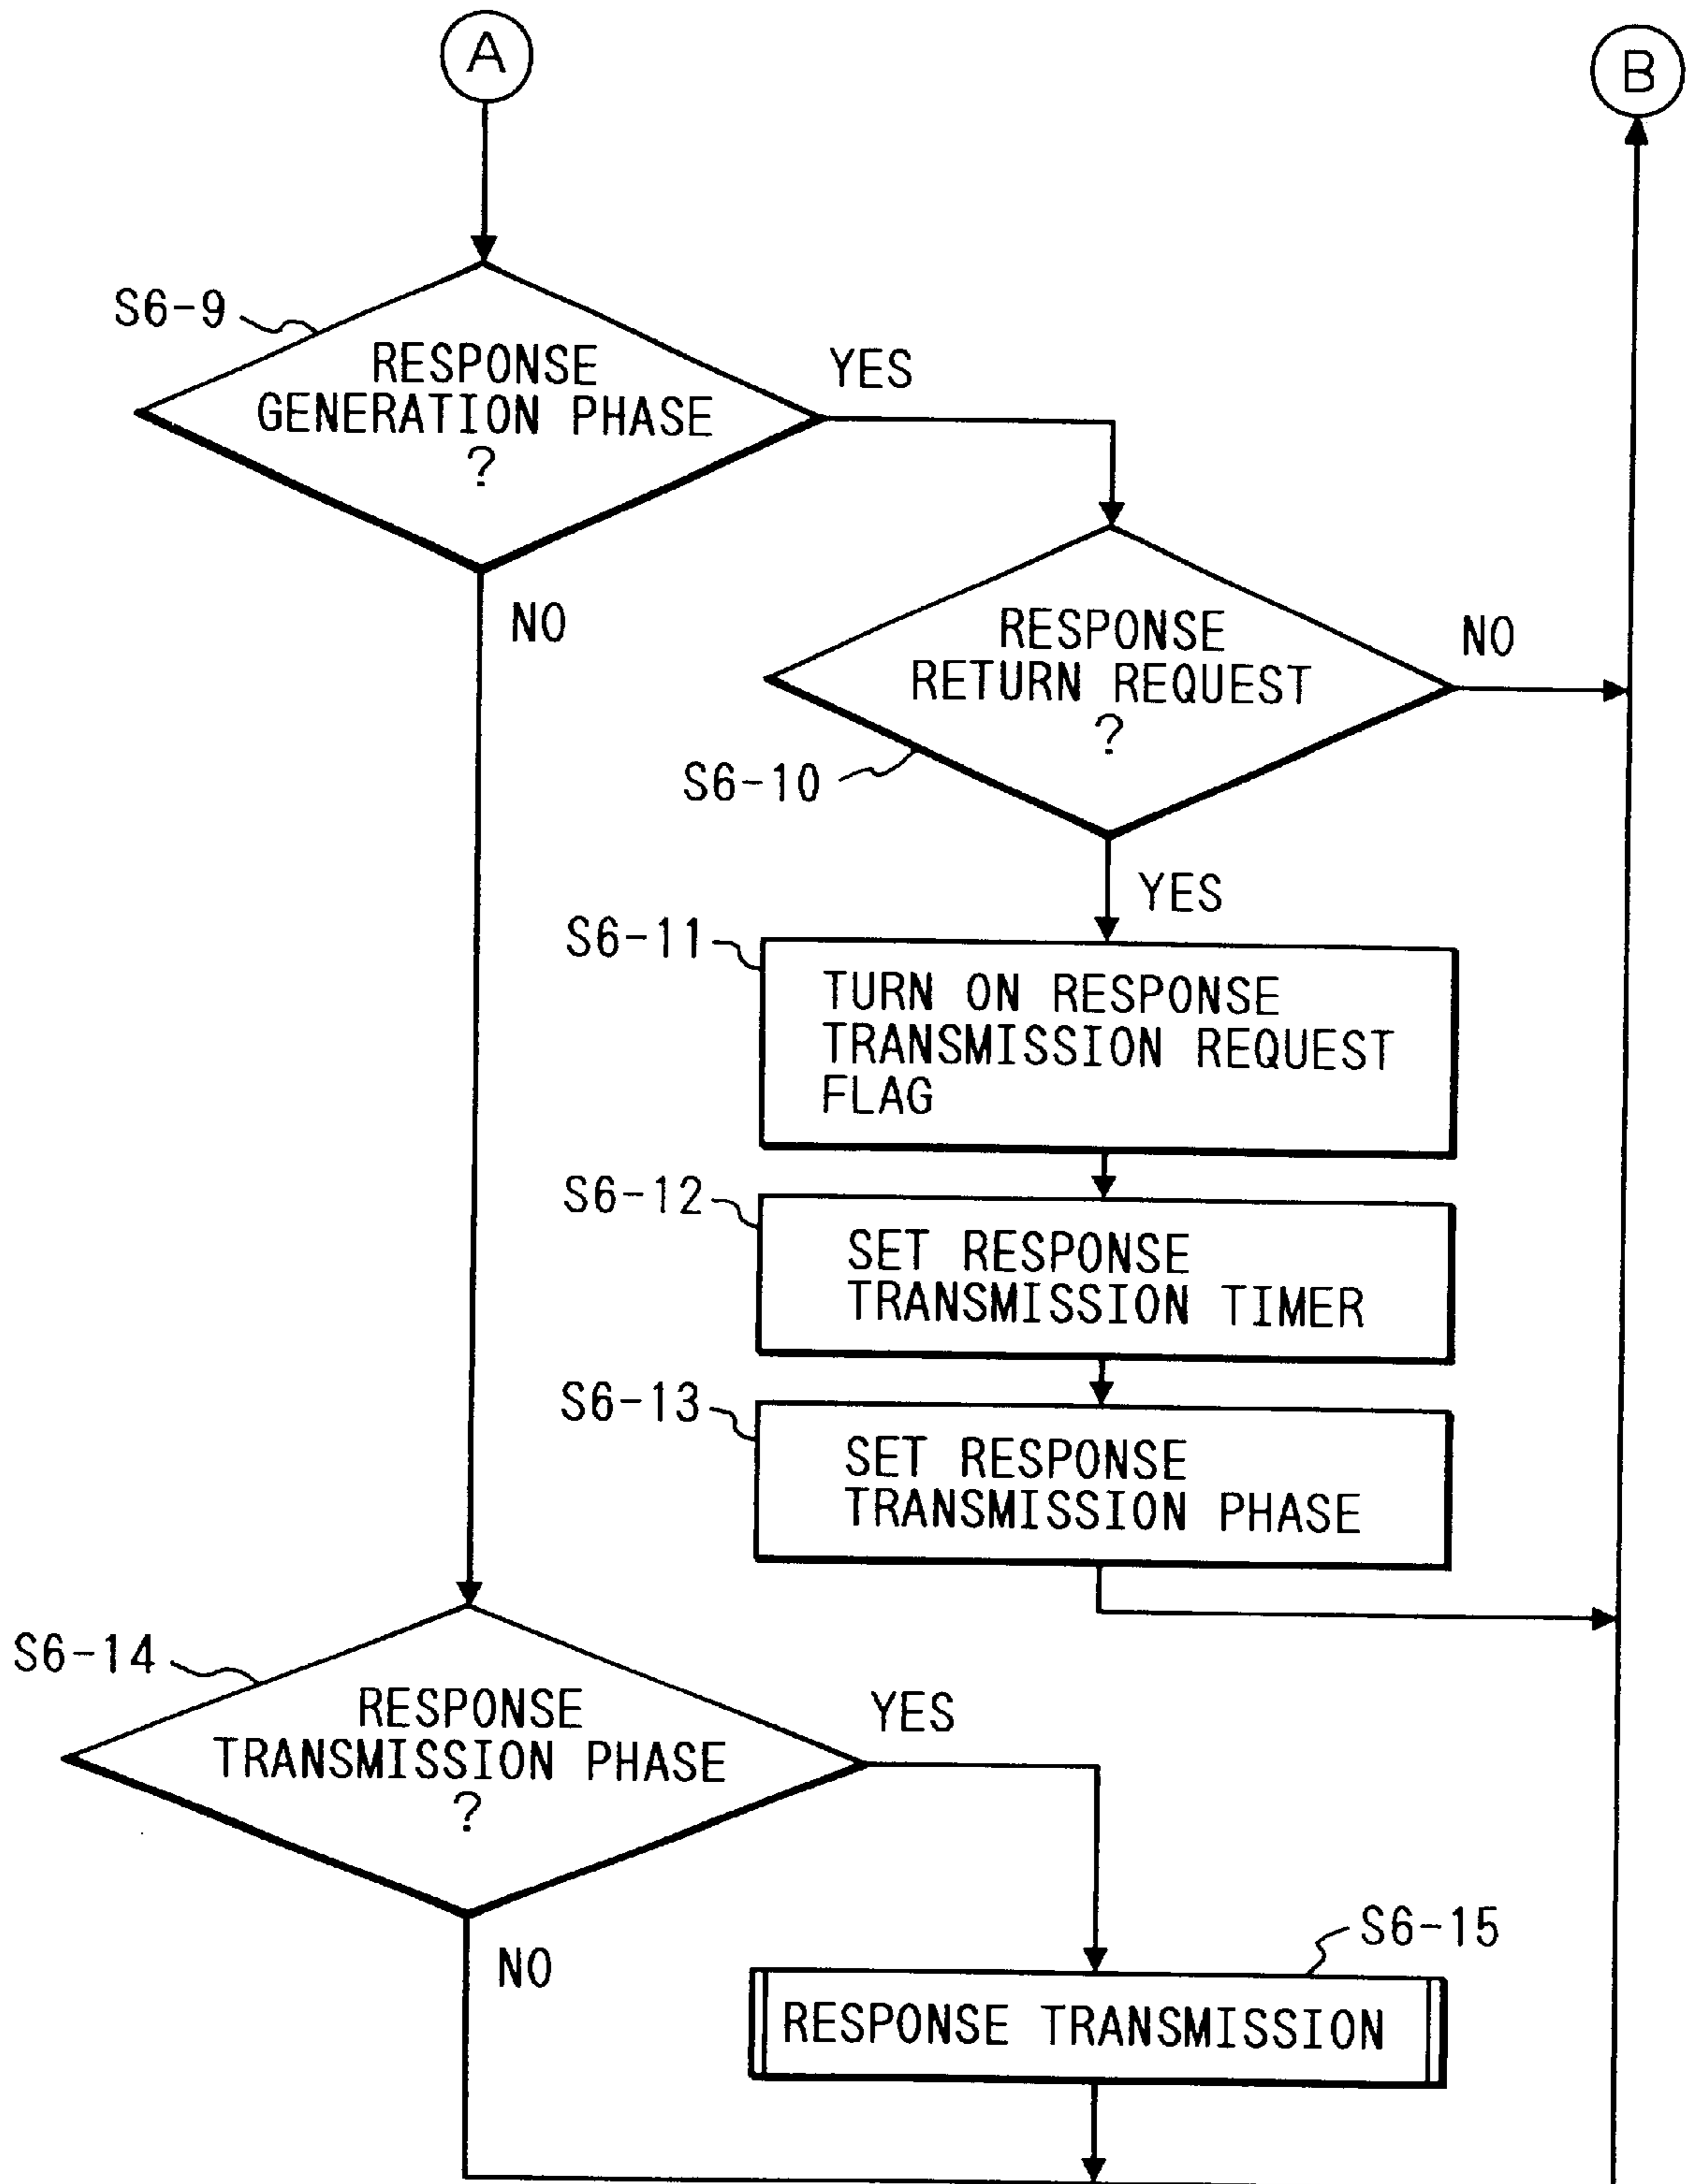 A
B
S6-9
RESPONSE
GENERATION PHASE
?
YES
NO
RESPONSE
RETURN REQUEST
?
NO
S6-10
YES
S6-11
TURN ON RESPONSE
TRANSMISSION REQUEST
FLAG
S6-12
SET RESPONSE
TRANSMISSION TIMER
S6-13
SET RESPONSE
TRANSMISSION PHASE
S6-14
RESPONSE
TRANSMISSION PHASE
?
YES
NO
S6-15
RESPONSE TRANSMISSION